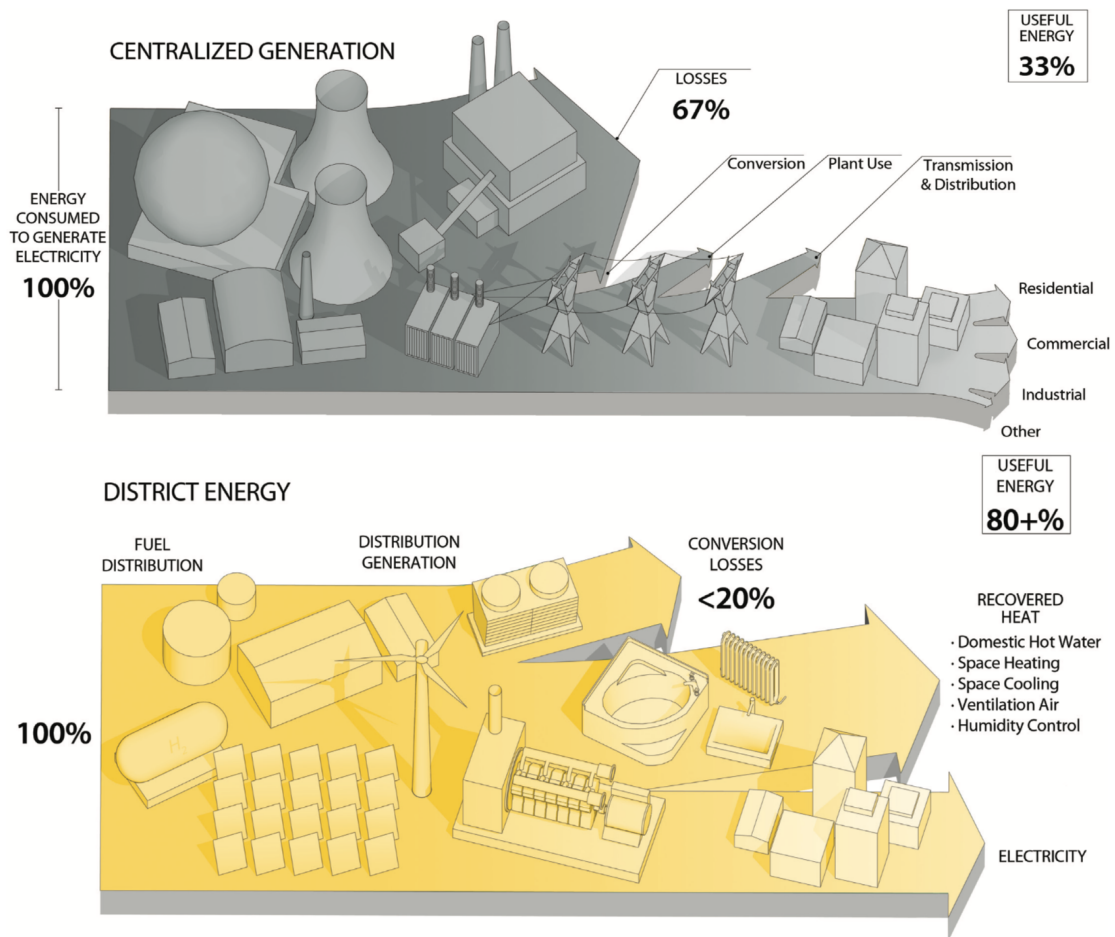 CENTRALIZED GENERATION
USEFUL
ENERGY
33%
LOSSES
67%
Conversion
Plant Use
Transmission
& Distribution
ENERGY
CONSUMED
TO GENERATE
ELECTRICITY
100%
Residential
Commercial
Industrial
Other
DISTRICT ENERGY
USEFUL
ENERGY
80+%
FUEL
DISTRIBUTION
DISTRIBUTION
GENERATION
CONVERSION
LOSSES
<20%
RECOVERED
HEAT
· Domestic Hot Water
· Space Heating
· Space Cooling
· Ventilation Air
· Humidity Control
100%
ELECTRICITY